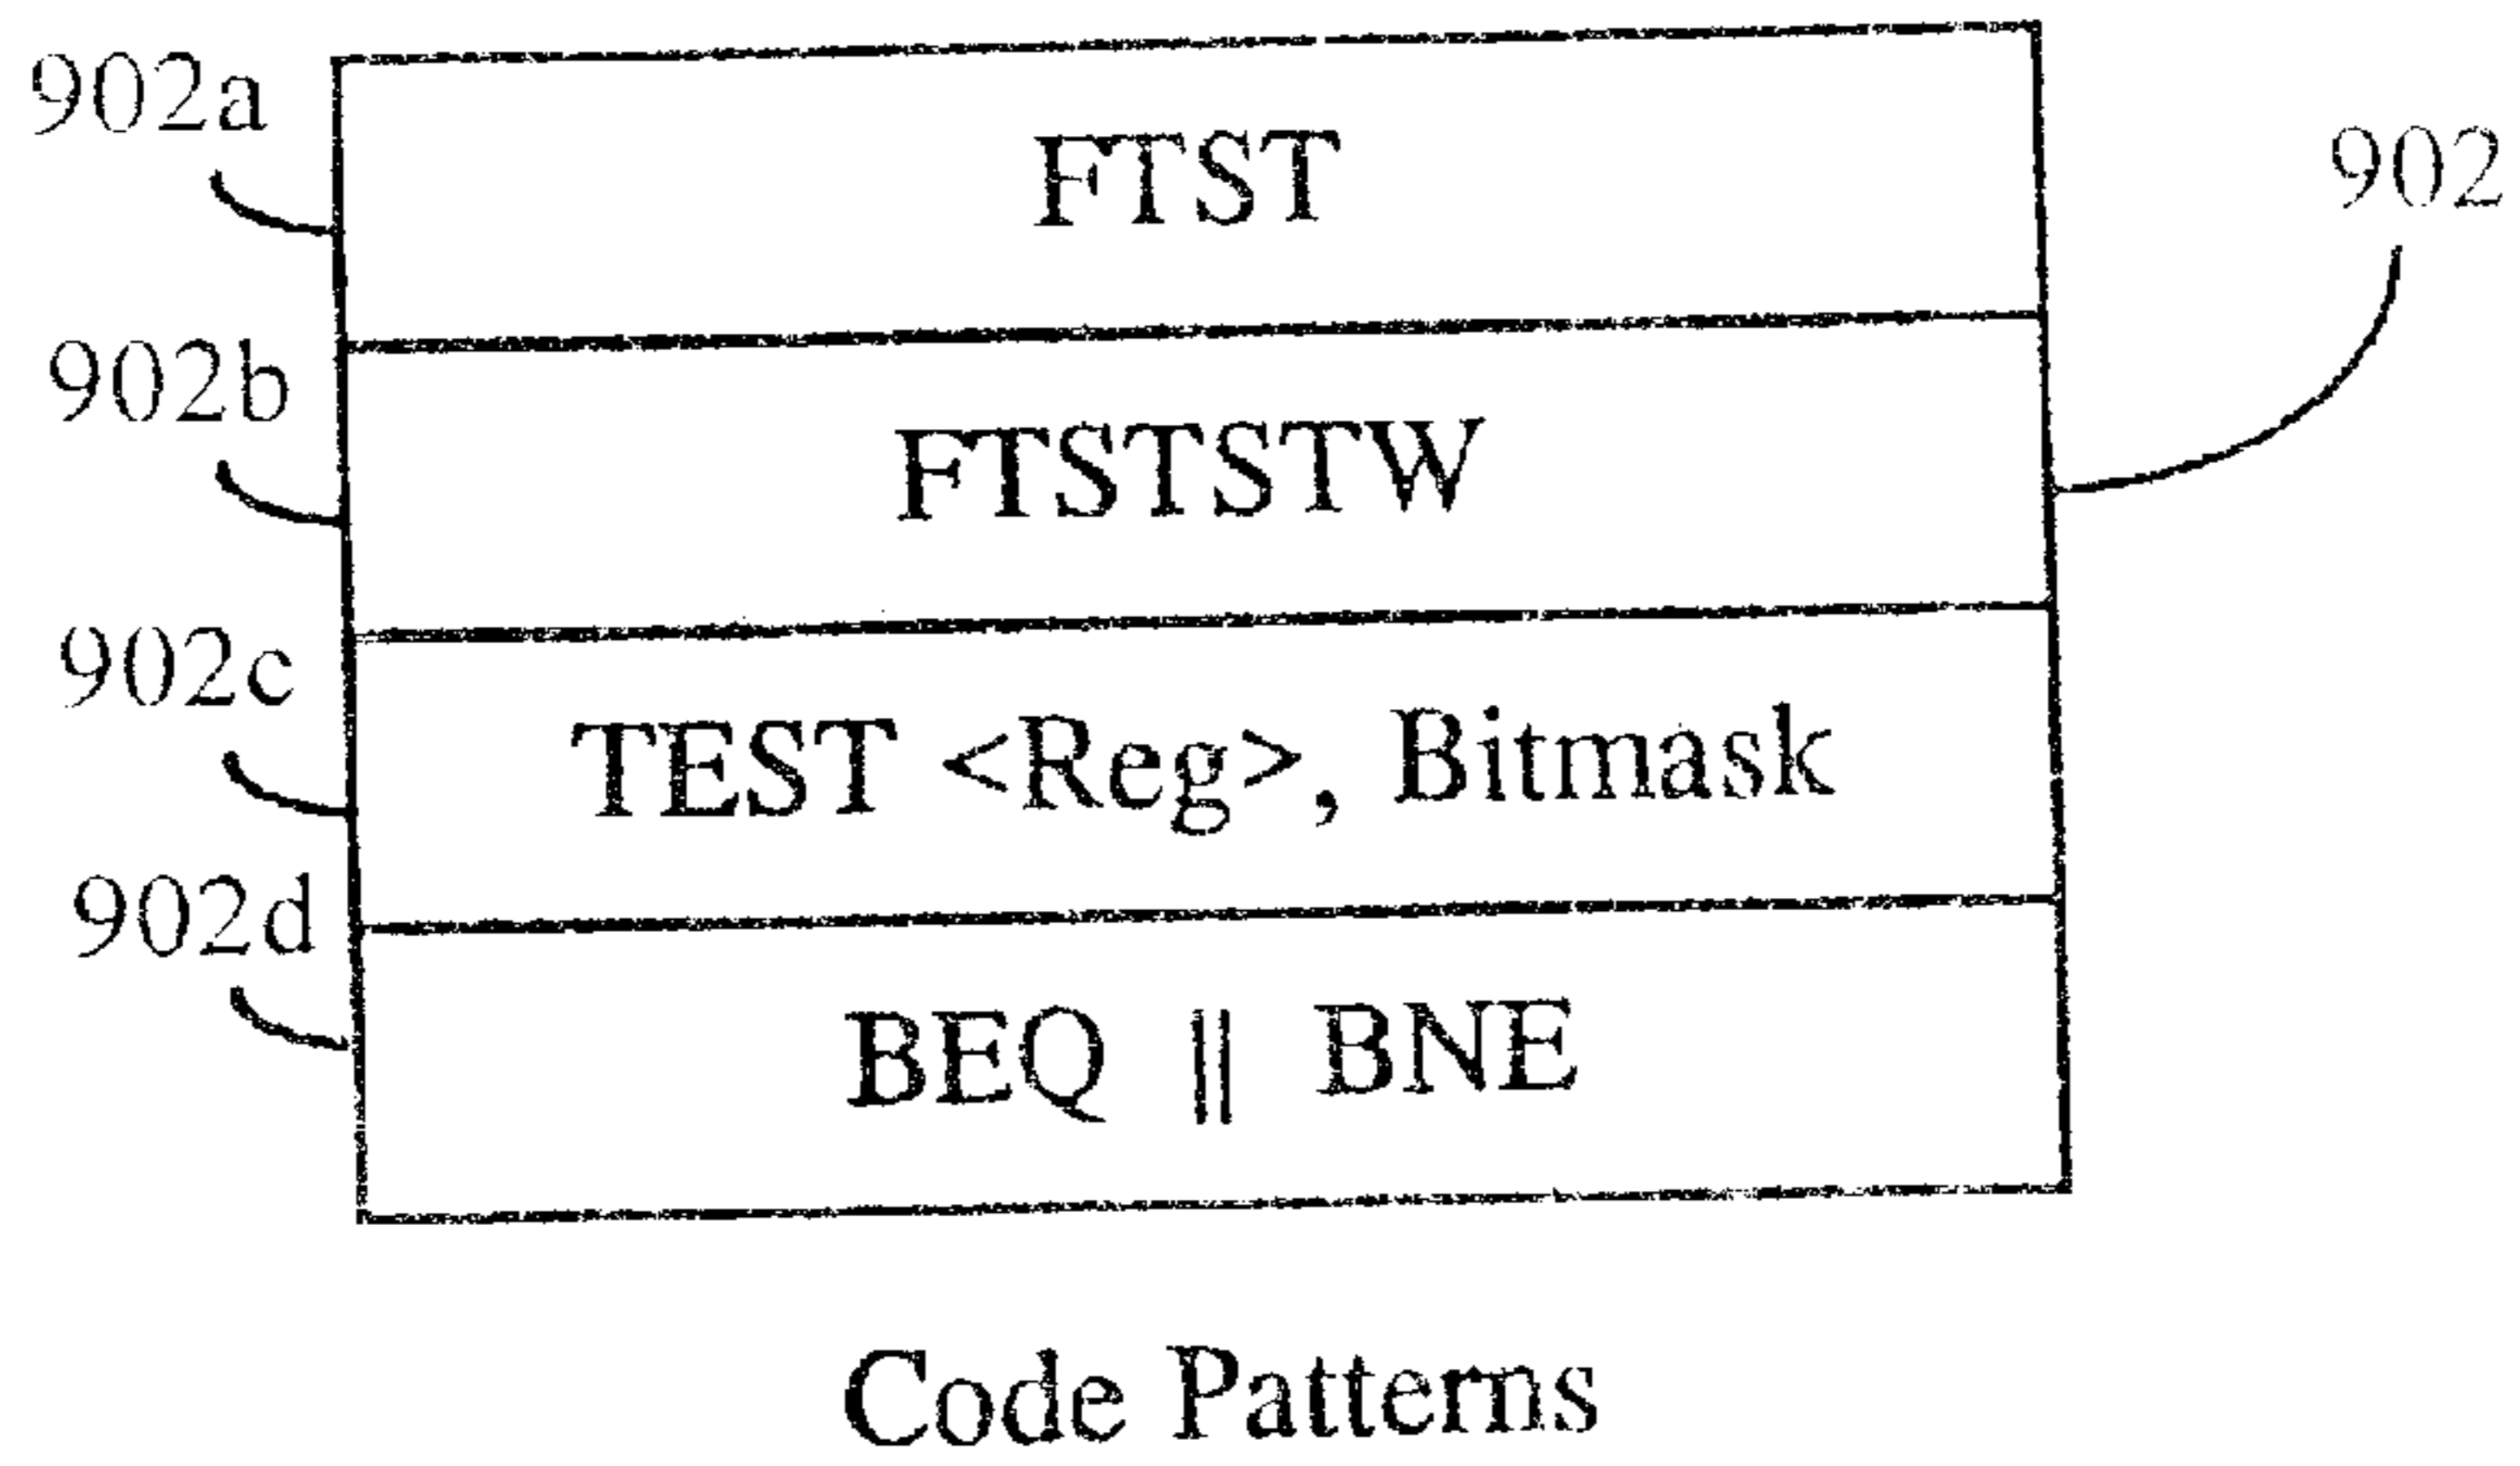 902a
FTST
902
902b
FTSTSTW
902c
TEST <Reg>, Bitmask
902d
BEQ || BNE
Code Patterns